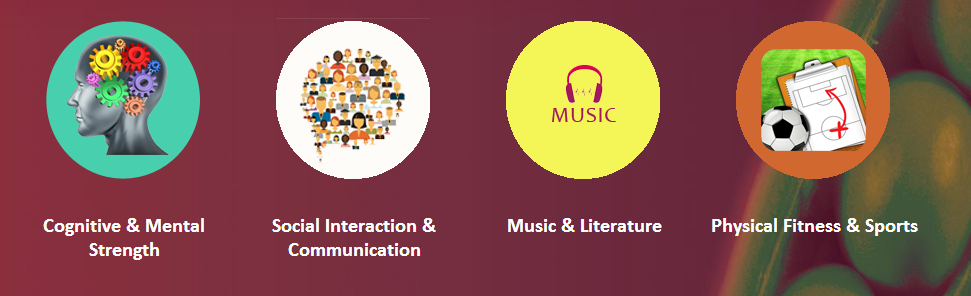 MUSIC
Cognitive & Mental
Strength
Social Interaction &
Communication
Music & Literature
Physical Fitness & Sports